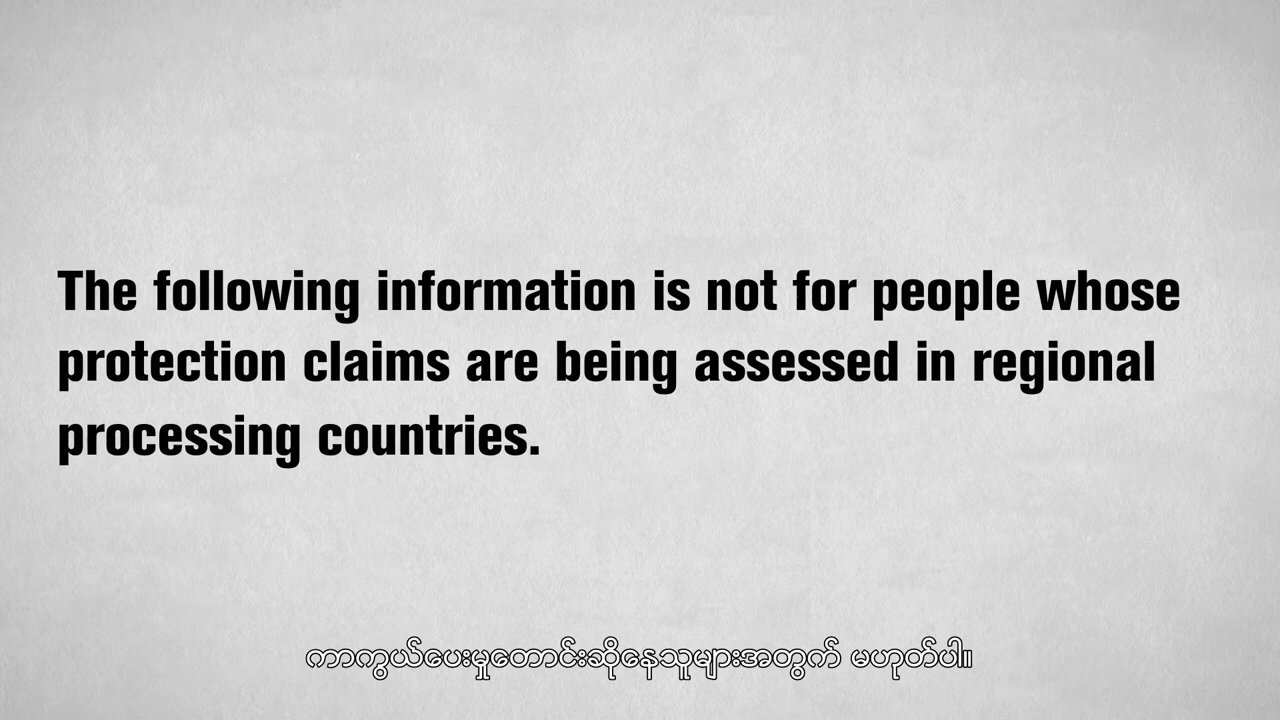 The following information is not for people whose
protection claims are being assessed in regional
processing countries.
ကာကွယ်ပေးမှုတောင်းဆိုနေသူများအတွက် မဟုတ်ပါ။